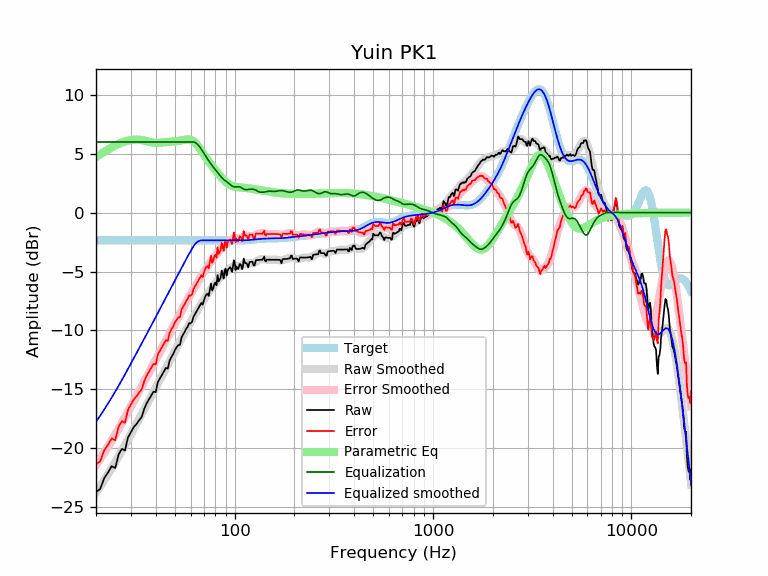 Yuin PK1
Amplitude (dBr)
10
5
0
−5
−10
−15
−20
−25
Target
Raw Smoothed
Error Smoothed
Raw
Error
Parametric Eq
Equalization
Equalized smoothed
100
1000
10000
Frequency (Hz)